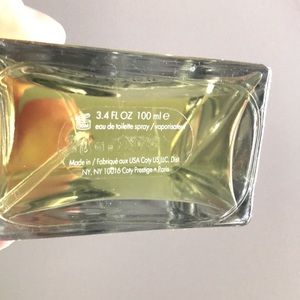 3.4 FL OZ 100 ml ℮
eau de toilette spray / vaporisateur
Made in / Fabriqué aux USA Coty US LLC. Dist.
NY, NY 10016 Coty Prestige • Paris